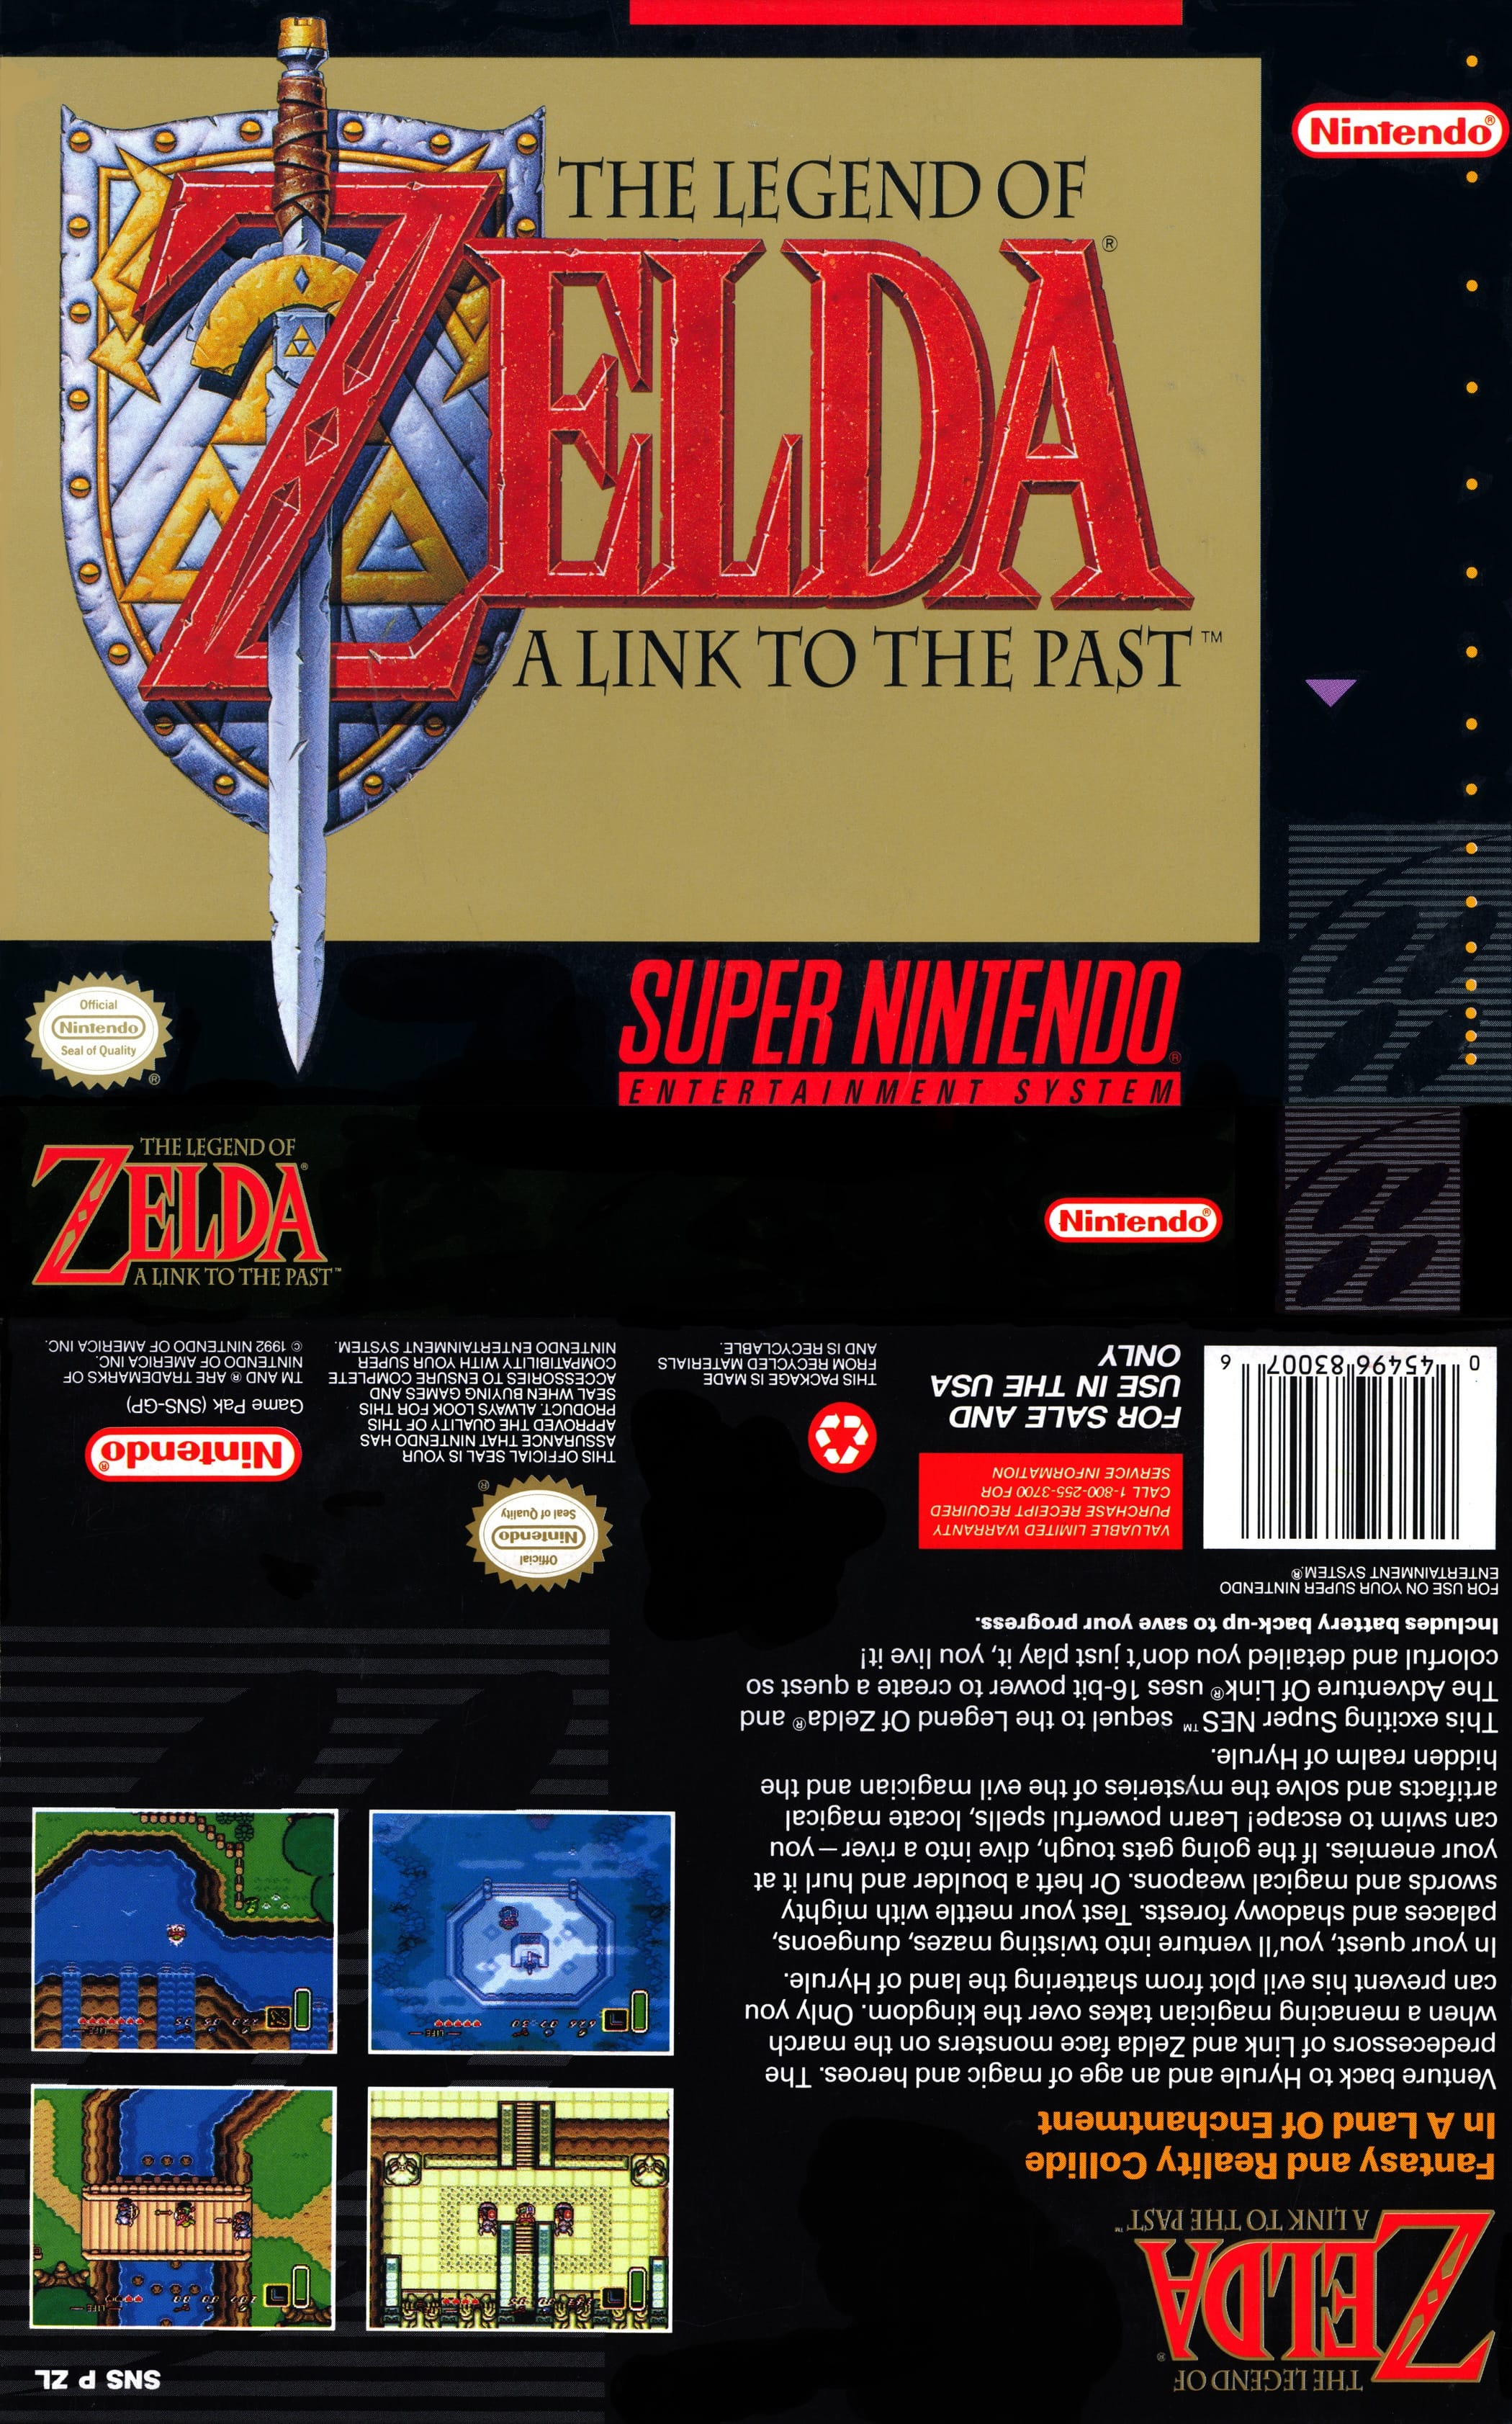 Nintendo®
THE LEGEND OF
ZELDA®
A LINK TO THE PAST™
Official
Nintendo
Seal of Quality
®
SUPER NINTENDO®
ENTERTAINMENT SYSTEM
THE LEGEND OF
ZELDA®
A LINK TO THE PAST™
Nintendo®
THE LEGEND OF
ZELDA®
A LINK TO THE PAST™
Fantasy and Reality Collide
In A Land Of Enchantment
Venture back to Hyrule and an age of magic and heroes. The
predecessors of Link and Zelda face monsters on the march
when a menacing magician takes over the kingdom. Only you
can prevent his evil plot from shattering the land of Hyrule.
In your quest, you'll venture into twisting mazes, dungeons,
palaces and shadowy forests. Test your mettle with mighty
swords and magical weapons. Or heft a boulder and hurl it at
your enemies. If the going gets tough, dive into a river—you
can swim to escape! Learn powerful spells, locate magical
artifacts and solve the mysteries of the evil magician and the
hidden realm of Hyrule.
This exciting Super NES™ sequel to the Legend Of Zelda® and
The Adventure Of Link® uses 16-bit power to create a quest so
colorful and detailed you don't just play it, you live it!
Includes battery back-up to save your progress.
FOR USE ON YOUR SUPER NINTENDO
ENTERTAINMENT SYSTEM.®
0 45496 83007 6
VALUABLE LIMITED WARRANTY
PURCHASE RECEIPT REQUIRED
CALL 1-800-255-3700 FOR
SERVICE INFORMATION
FOR SALE AND
USE IN THE USA
ONLY
THIS PACKAGE IS MADE
FROM RECYCLED MATERIALS
AND IS RECYCLABLE.
SNS P ZL
LIFE
LIFE
LIFE
Official
Nintendo
Seal of Quality
®
THIS OFFICIAL SEAL IS YOUR
ASSURANCE THAT NINTENDO HAS
APPROVED THE QUALITY OF THIS
PRODUCT. ALWAYS LOOK FOR THIS
SEAL WHEN BUYING GAMES AND
ACCESSORIES TO ENSURE COMPLETE
COMPATIBILITY WITH YOUR SUPER
NINTENDO ENTERTAINMENT SYSTEM.
Nintendo®
Game Pak (SNS-GP)
TM AND ® ARE TRADEMARKS OF
NINTENDO OF AMERICA INC.
© 1992 NINTENDO OF AMERICA INC.